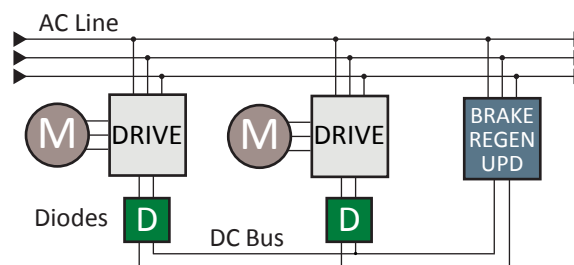 AC Line
M
DRIVE
M
DRIVE
BRAKE
REGEN
UPD
Diodes
D
D
DC Bus